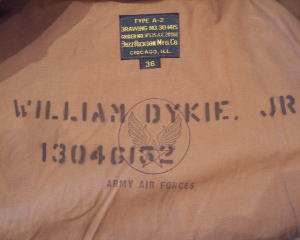 TYPE A-2
DRAWING NO. 30-1415
BUZZ RICKSON MFG. CO
CHICAGO, ILL.
36
WILLIAM DYKIE, JR
13046152
ARMY AIR FORCES